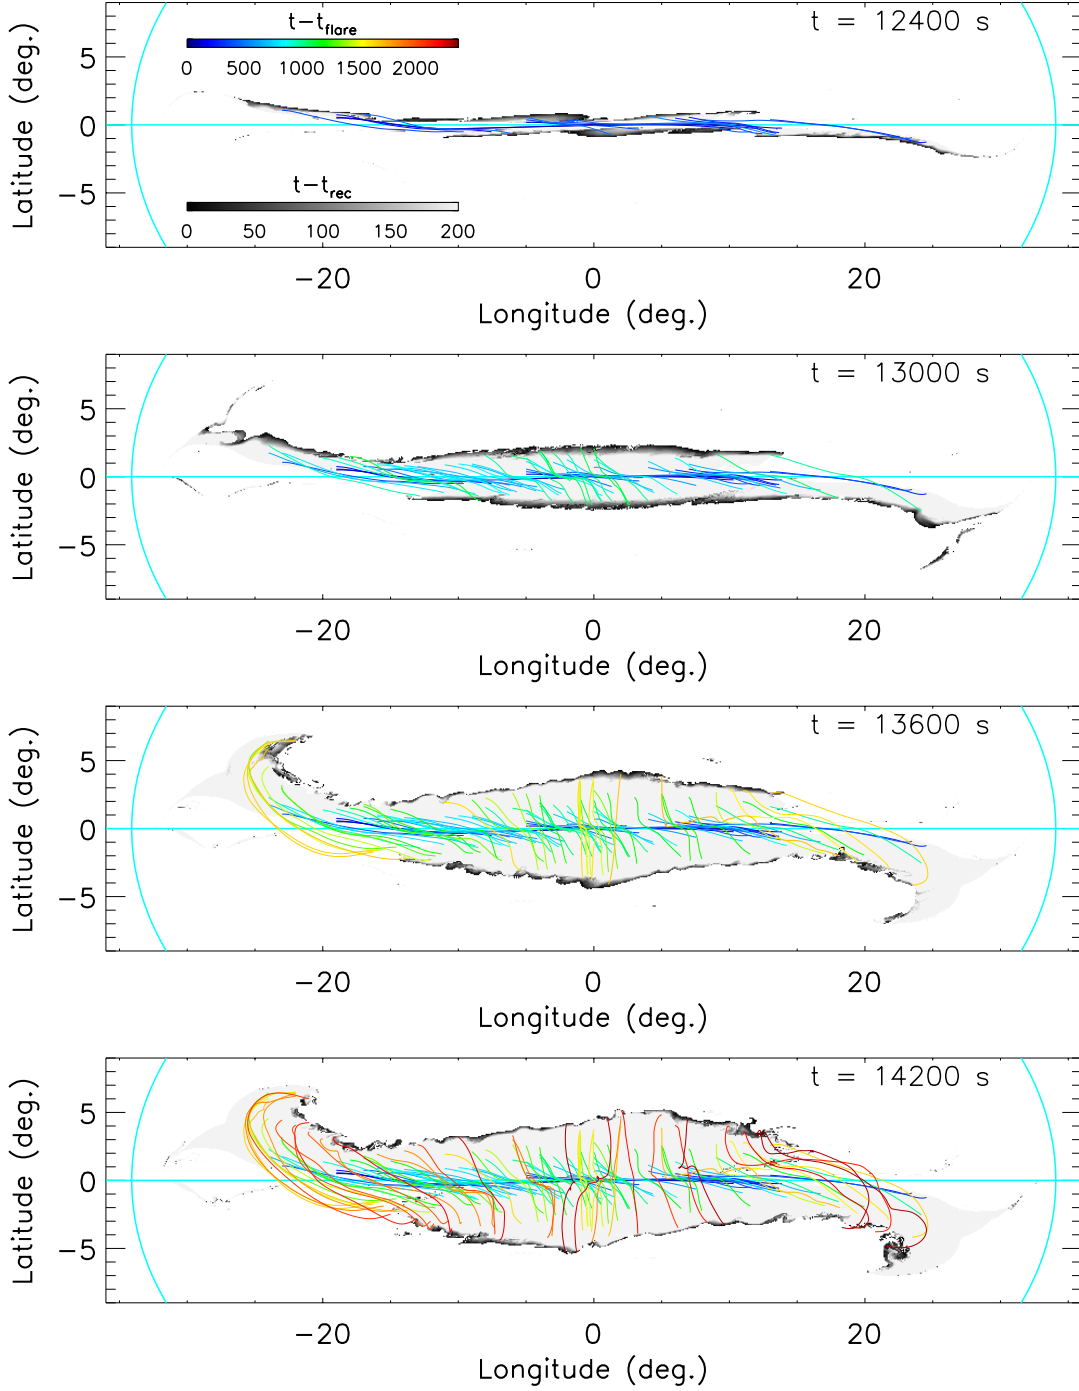 t = 12400 s
t−t_flare
0 500 1000 1500 2000
t−t_rec
0 50 100 150 200
5
0
−5
Latitude (deg.)
−20 0 20
Longitude (deg.)
t = 13000 s
5
0
−5
Latitude (deg.)
−20 0 20
Longitude (deg.)
t = 13600 s
5
0
−5
Latitude (deg.)
−20 0 20
Longitude (deg.)
t = 14200 s
5
0
−5
Latitude (deg.)
−20 0 20
Longitude (deg.)